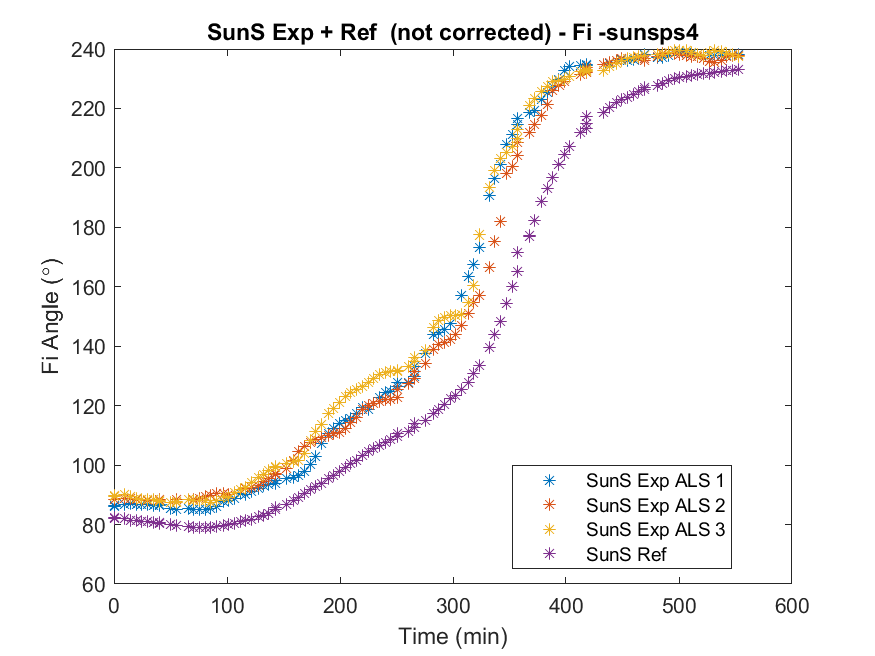 SunS Exp + Ref  (not corrected) - Fi -sunsps4
240
220
200
180
160
140
120
100
80
60
Fi Angle (°)
0 100 200 300 400 500 600
Time (min)
SunS Exp ALS 1
SunS Exp ALS 2
SunS Exp ALS 3
SunS Ref